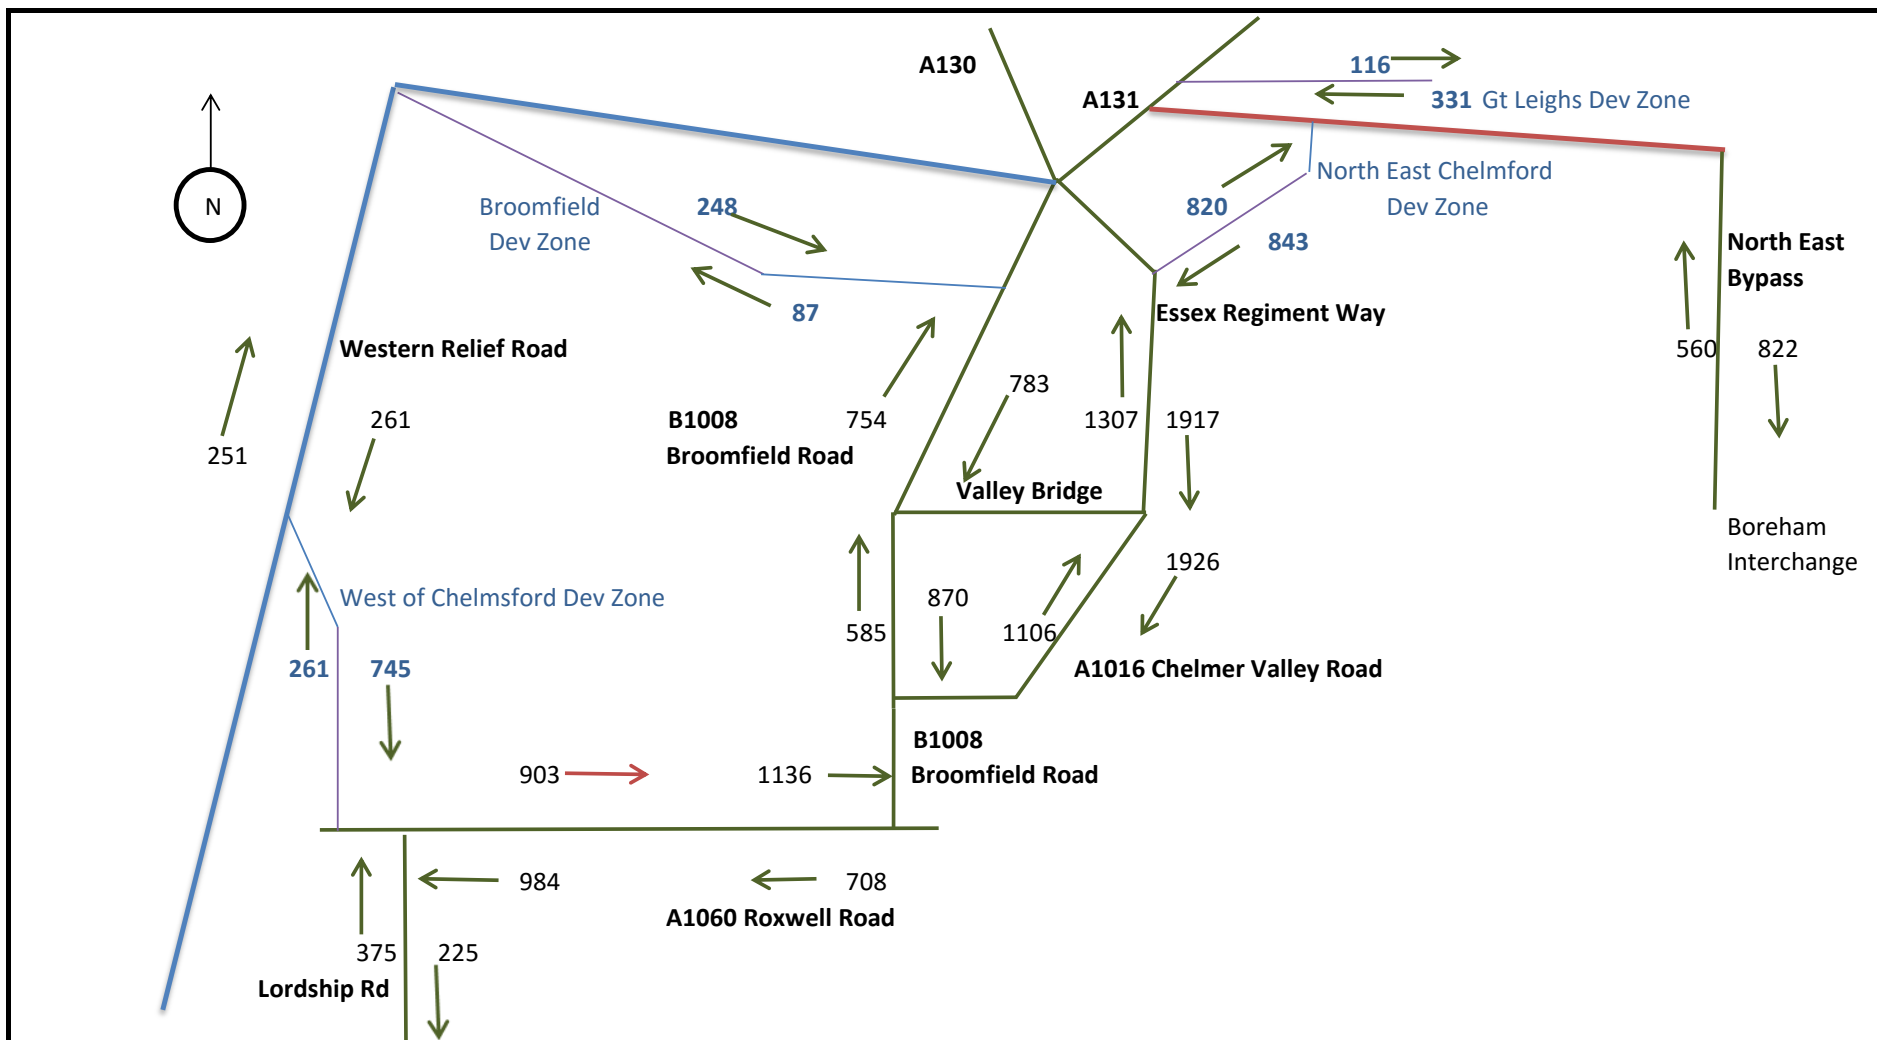 A130
116
A131
331 Gt Leighs Dev Zone
North East Chelmford
Dev Zone
N
Broomfield
Dev Zone
248
820
843
North East
Bypass
87
Essex Regiment Way
Western Relief Road
560
822
783
261
251
B1008
Broomfield Road
754
1307
1917
Valley Bridge
Boreham
Interchange
1926
West of Chelmsford Dev Zone
870
585
1106
261
745
A1016 Chelmer Valley Road
B1008
Broomfield Road
903
1136
984
708
A1060 Roxwell Road
375
225
Lordship Rd